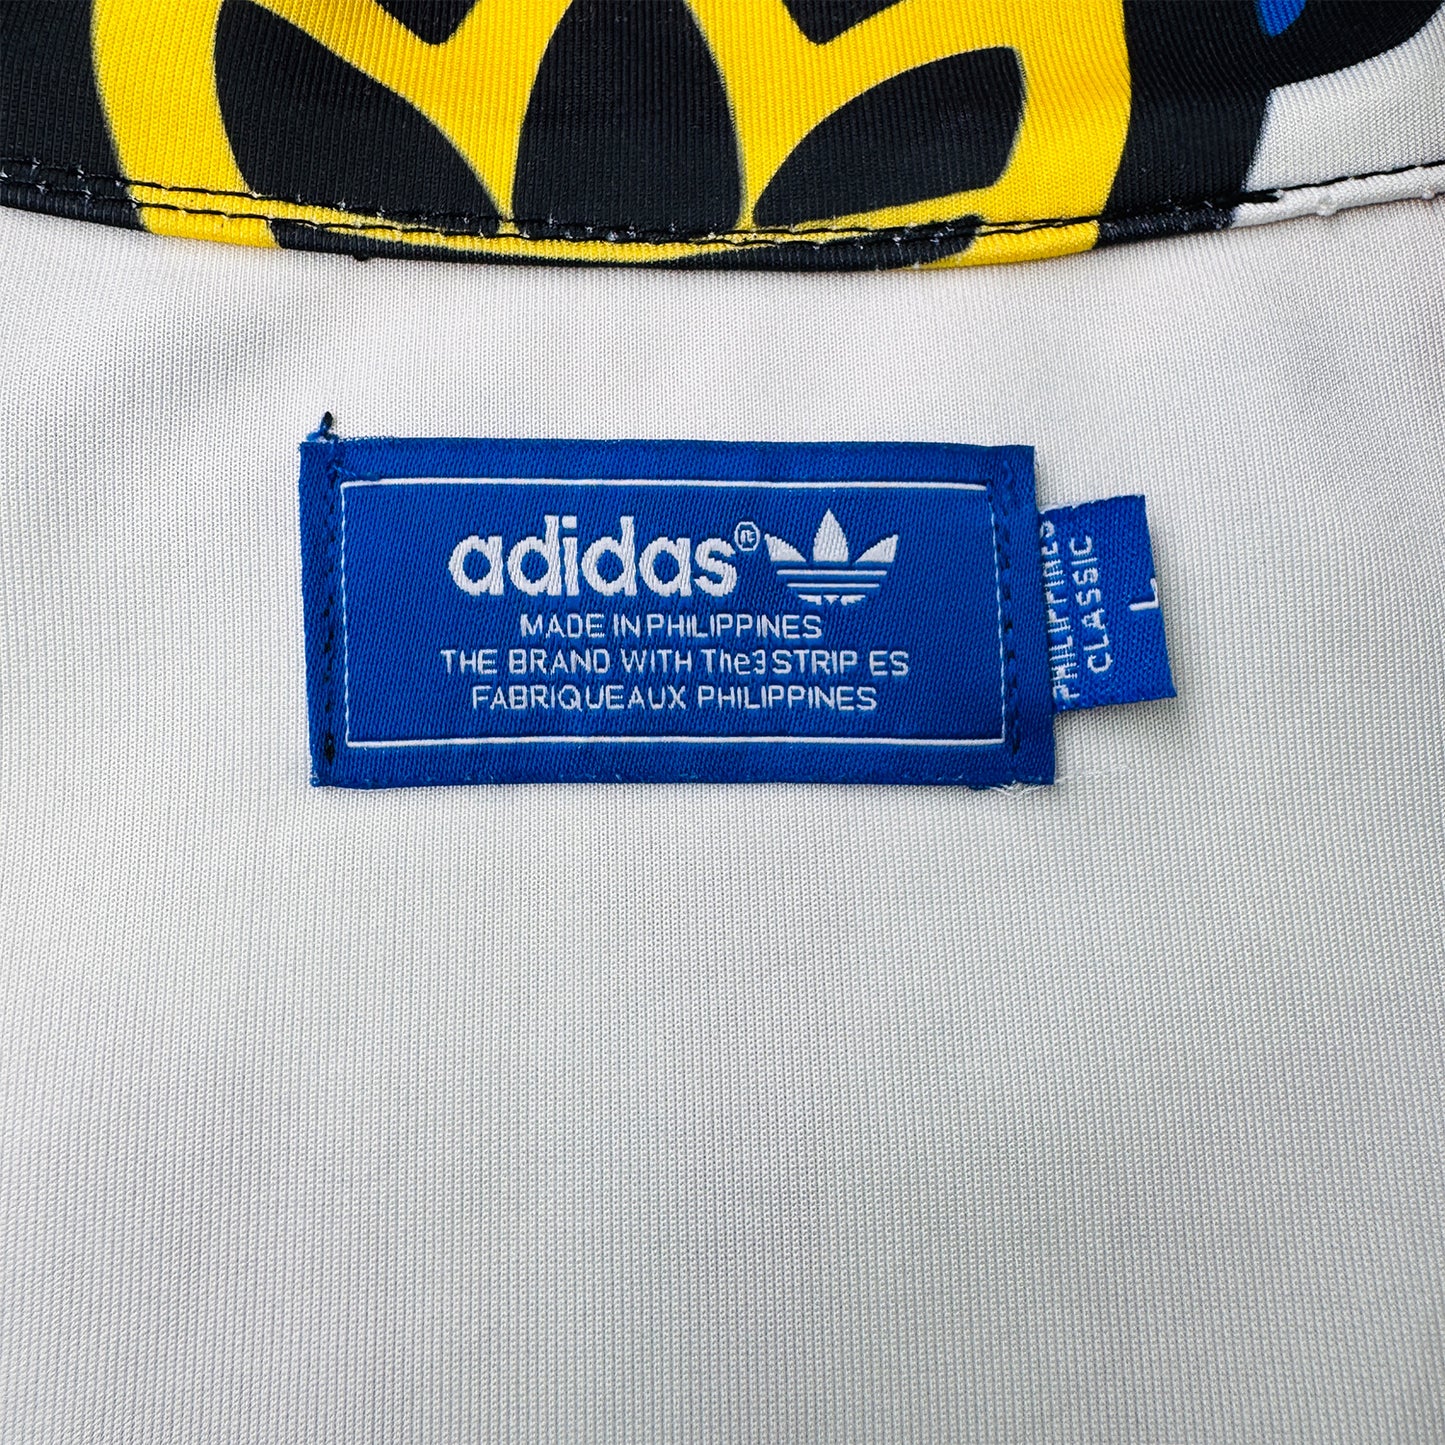 adidas®
MADE IN PHILIPPINES
THE BRAND WITH The3 STRIP ES
FABRIQUEAUX PHILIPPINES
PHILIPPINES
CLASSIC
L